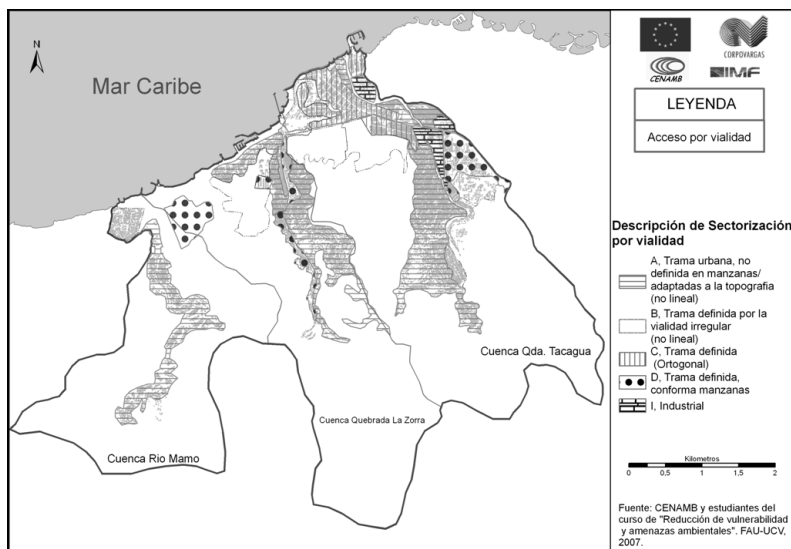 N
Mar Caribe
Cuenca Qda. Tacagua
Cuenca Quebrada La Zorra
Cuenca Rio Mamo
CORPOVARGAS
CENAMB
IMF
LEYENDA
Acceso por vialidad
Descripción de Sectorización
por vialidad
A, Trama urbana, no
definida en manzanas/
adaptadas a la topografia
(no lineal)
B, Trama definida por la
vialidad irregular
(no lineal)
C, Trama definida
(Ortogonal)
D, Trama definida,
conforma manzanas
I, Industrial
Kilometros
0 0,5 1 1,5 2
Fuente: CENAMB y estudiantes del
curso de "Reducción de vulnerabilidad
y amenazas ambientales". FAU-UCV,
2007.